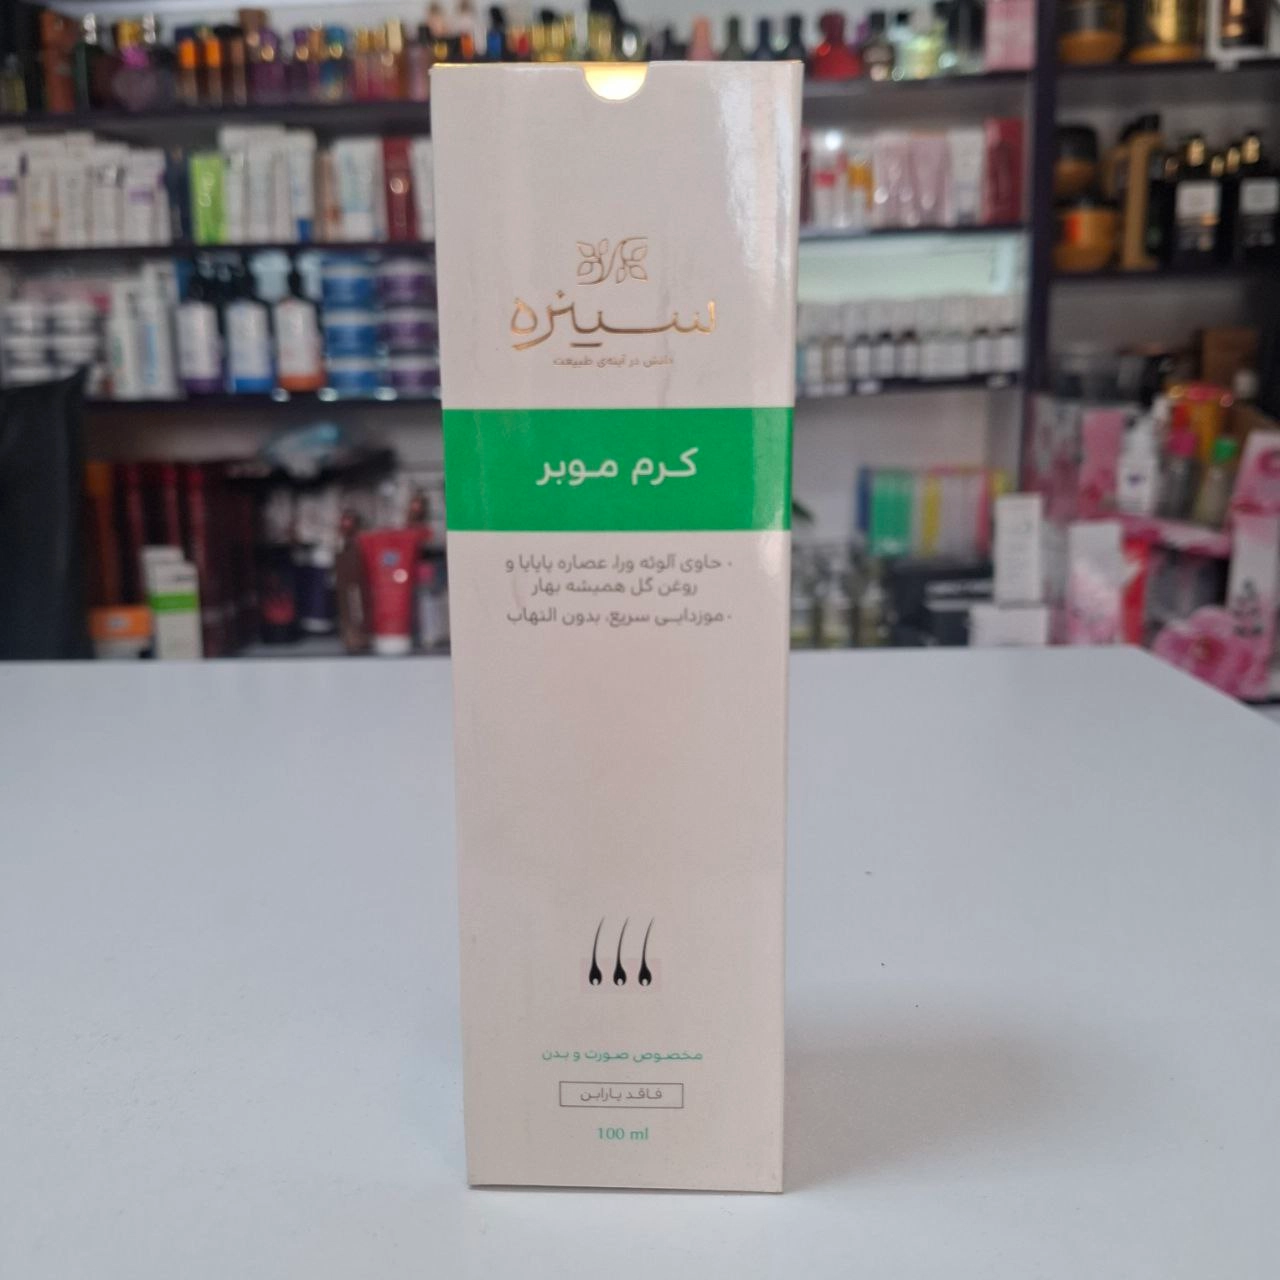 سینره
دانش در آینه‌ی طبیعت
کرم موبر
· حاوی آلوئه ورا، عصاره پاپایا و
روغن گل همیشه بهار
· موزدایی سریع، بدون التهاب
مخصوص صورت و بدن
فاقد پارابن
100 ml